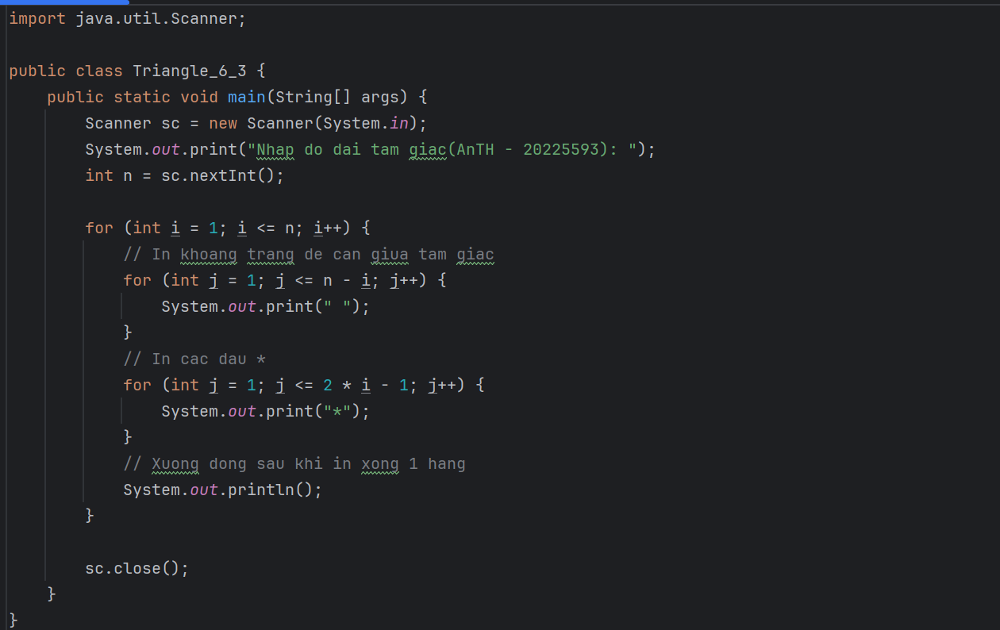 import java.util.Scanner;
public class Triangle_6_3 {
    public static void main(String[] args) {
        Scanner sc = new Scanner(System.in);
        System.out.print("Nhap do dai tam giac(AnTH - 20225593): ");
        int n = sc.nextInt();
        for (int i = 1; i <= n; i++) {
            // In khoang trang de can giua tam giac
            for (int j = 1; j <= n - i; j++) {
                System.out.print(" ");
            }
            // In cac dau *
            for (int j = 1; j <= 2 * i - 1; j++) {
                System.out.print("*");
            }
            // Xuong dong sau khi in xong 1 hang
            System.out.println();
        }
        sc.close();
    }
}